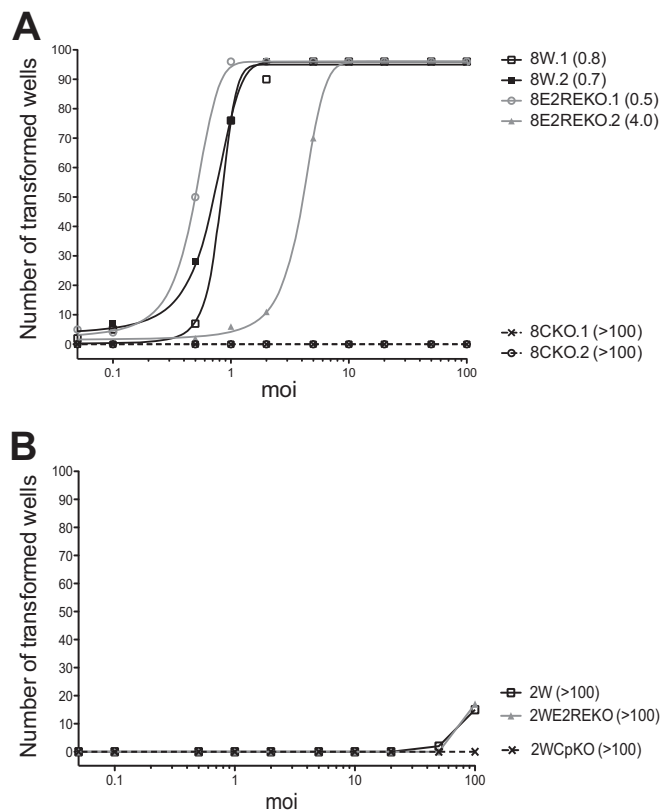 A
Number of transformed wells
100
90
80
70
60
50
40
30
20
10
0
0.1
1
10
100
moi
8W.1 (0.8)
8W.2 (0.7)
8E2REKO.1 (0.5)
8E2REKO.2 (4.0)
8CKO.1 (>100)
8CKO.2 (>100)
B
Number of transformed wells
100
90
80
70
60
50
40
30
20
10
0
0.1
1
10
100
moi
2W (>100)
2WE2REKO (>100)
2WCpKO (>100)